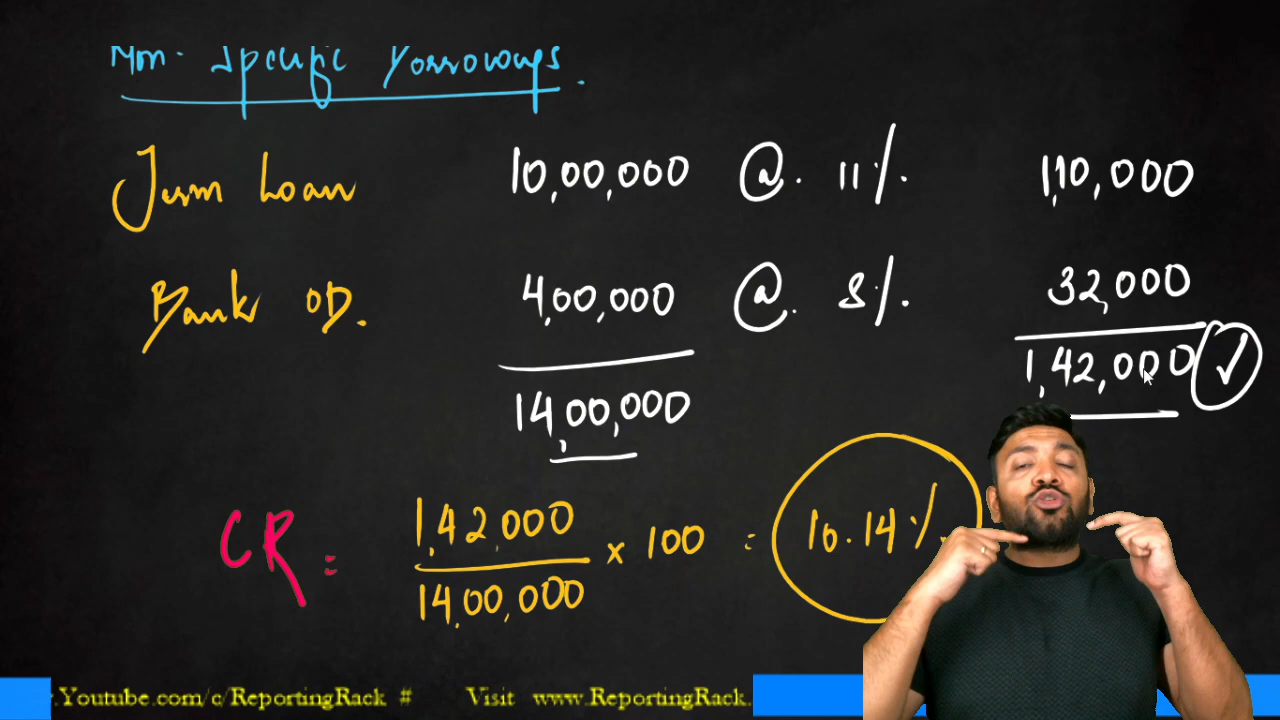 Non-Specific Borrowings.
Term Loan 10,00,000 @. 11%. 1,10,000
Bank OD. 4,00,000 @. 8%. 32,000
14,00,000 1,42,000 ✓
CR = 1,42,000 / 14,00,000 × 100 = 10.14%
.Youtube.com/c/ReportingRack # Visit www.ReportingRack.